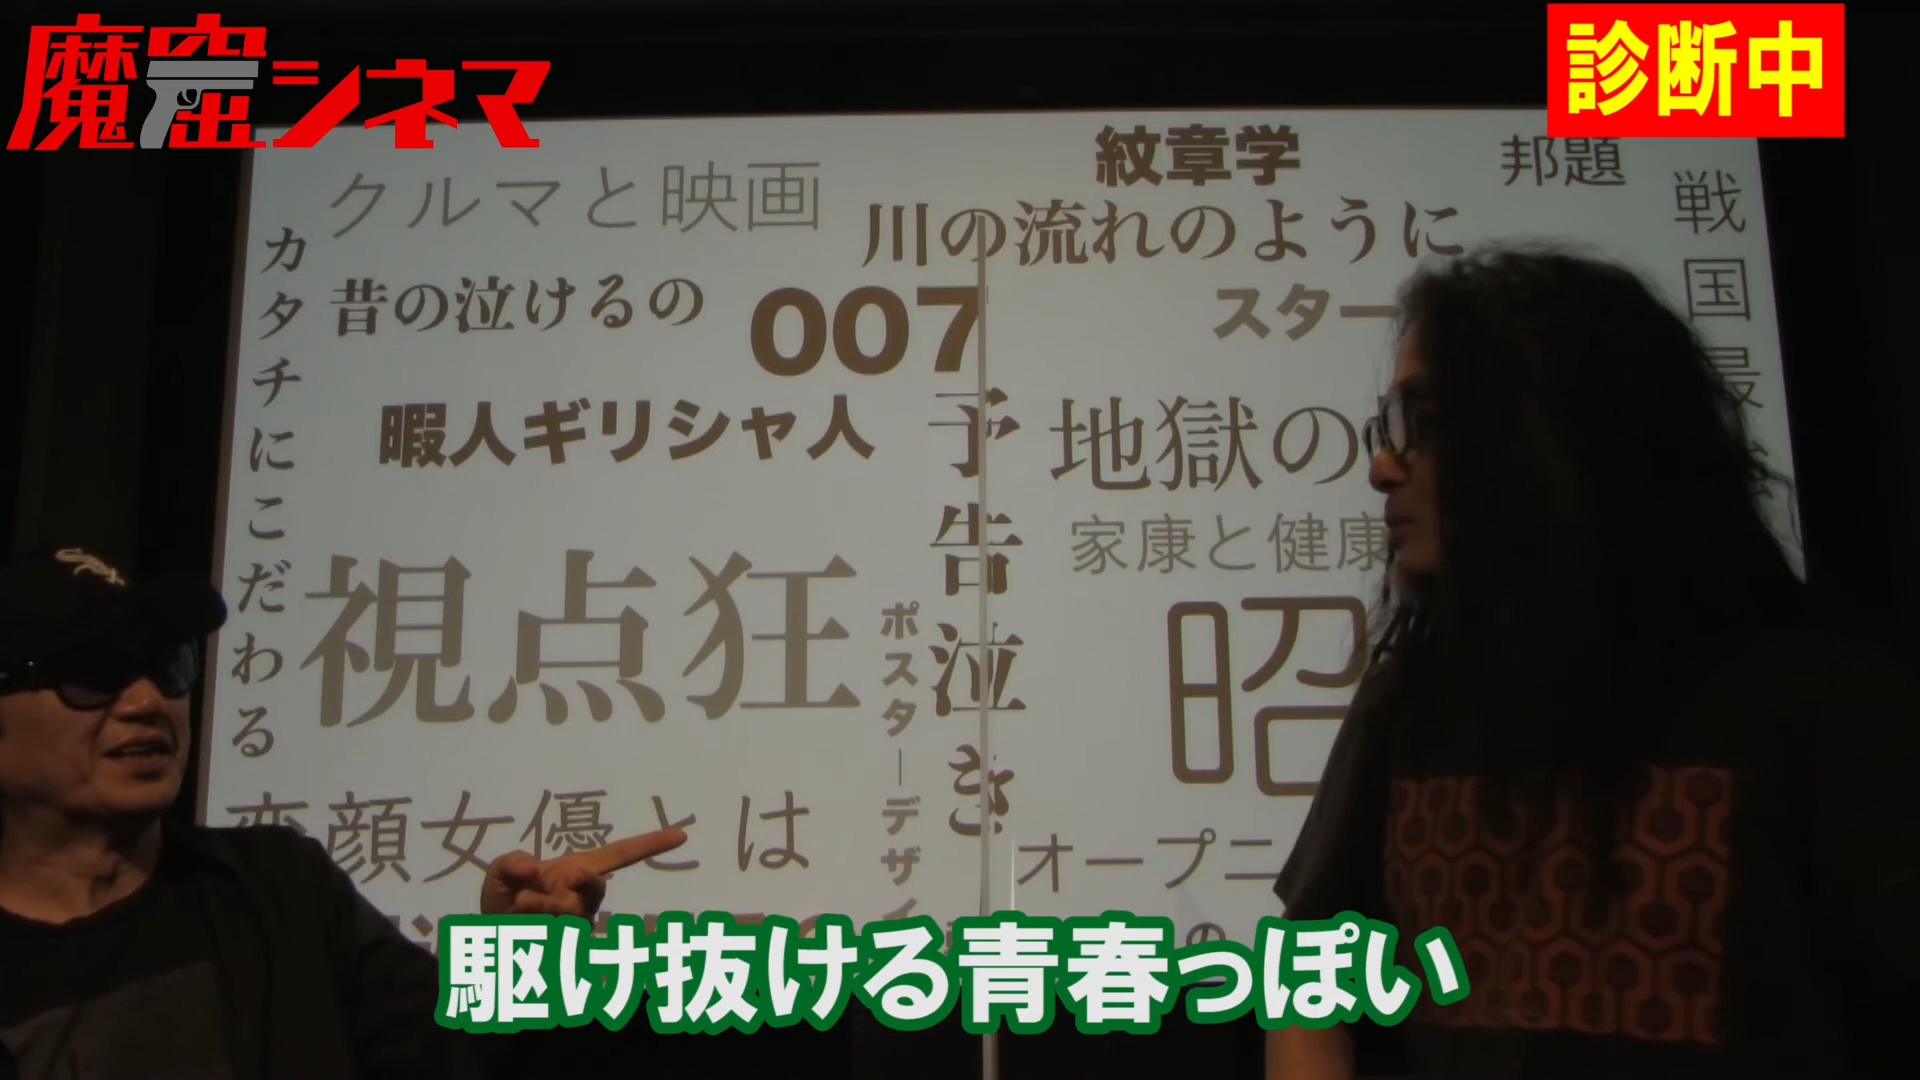 魔窟シネマ
診断中
クルマと映画
紋章学
邦題
川の流れのように
戦国最
カタチにこだわる
昔の泣けるの
007
スター
暇人ギリシャ人
予告泣き
地獄の
家康と健康
視点狂
ポスターデザイ
昭
変顔女優とは
オープニ
の
駆け抜ける青春っぽい